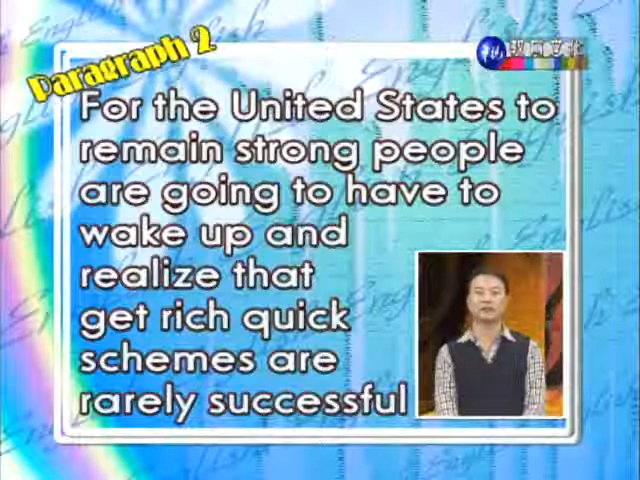 Paragraph 2
For the United States to
remain strong people
are going to have to
wake up and
realize that
get rich quick
schemes are
rarely successful